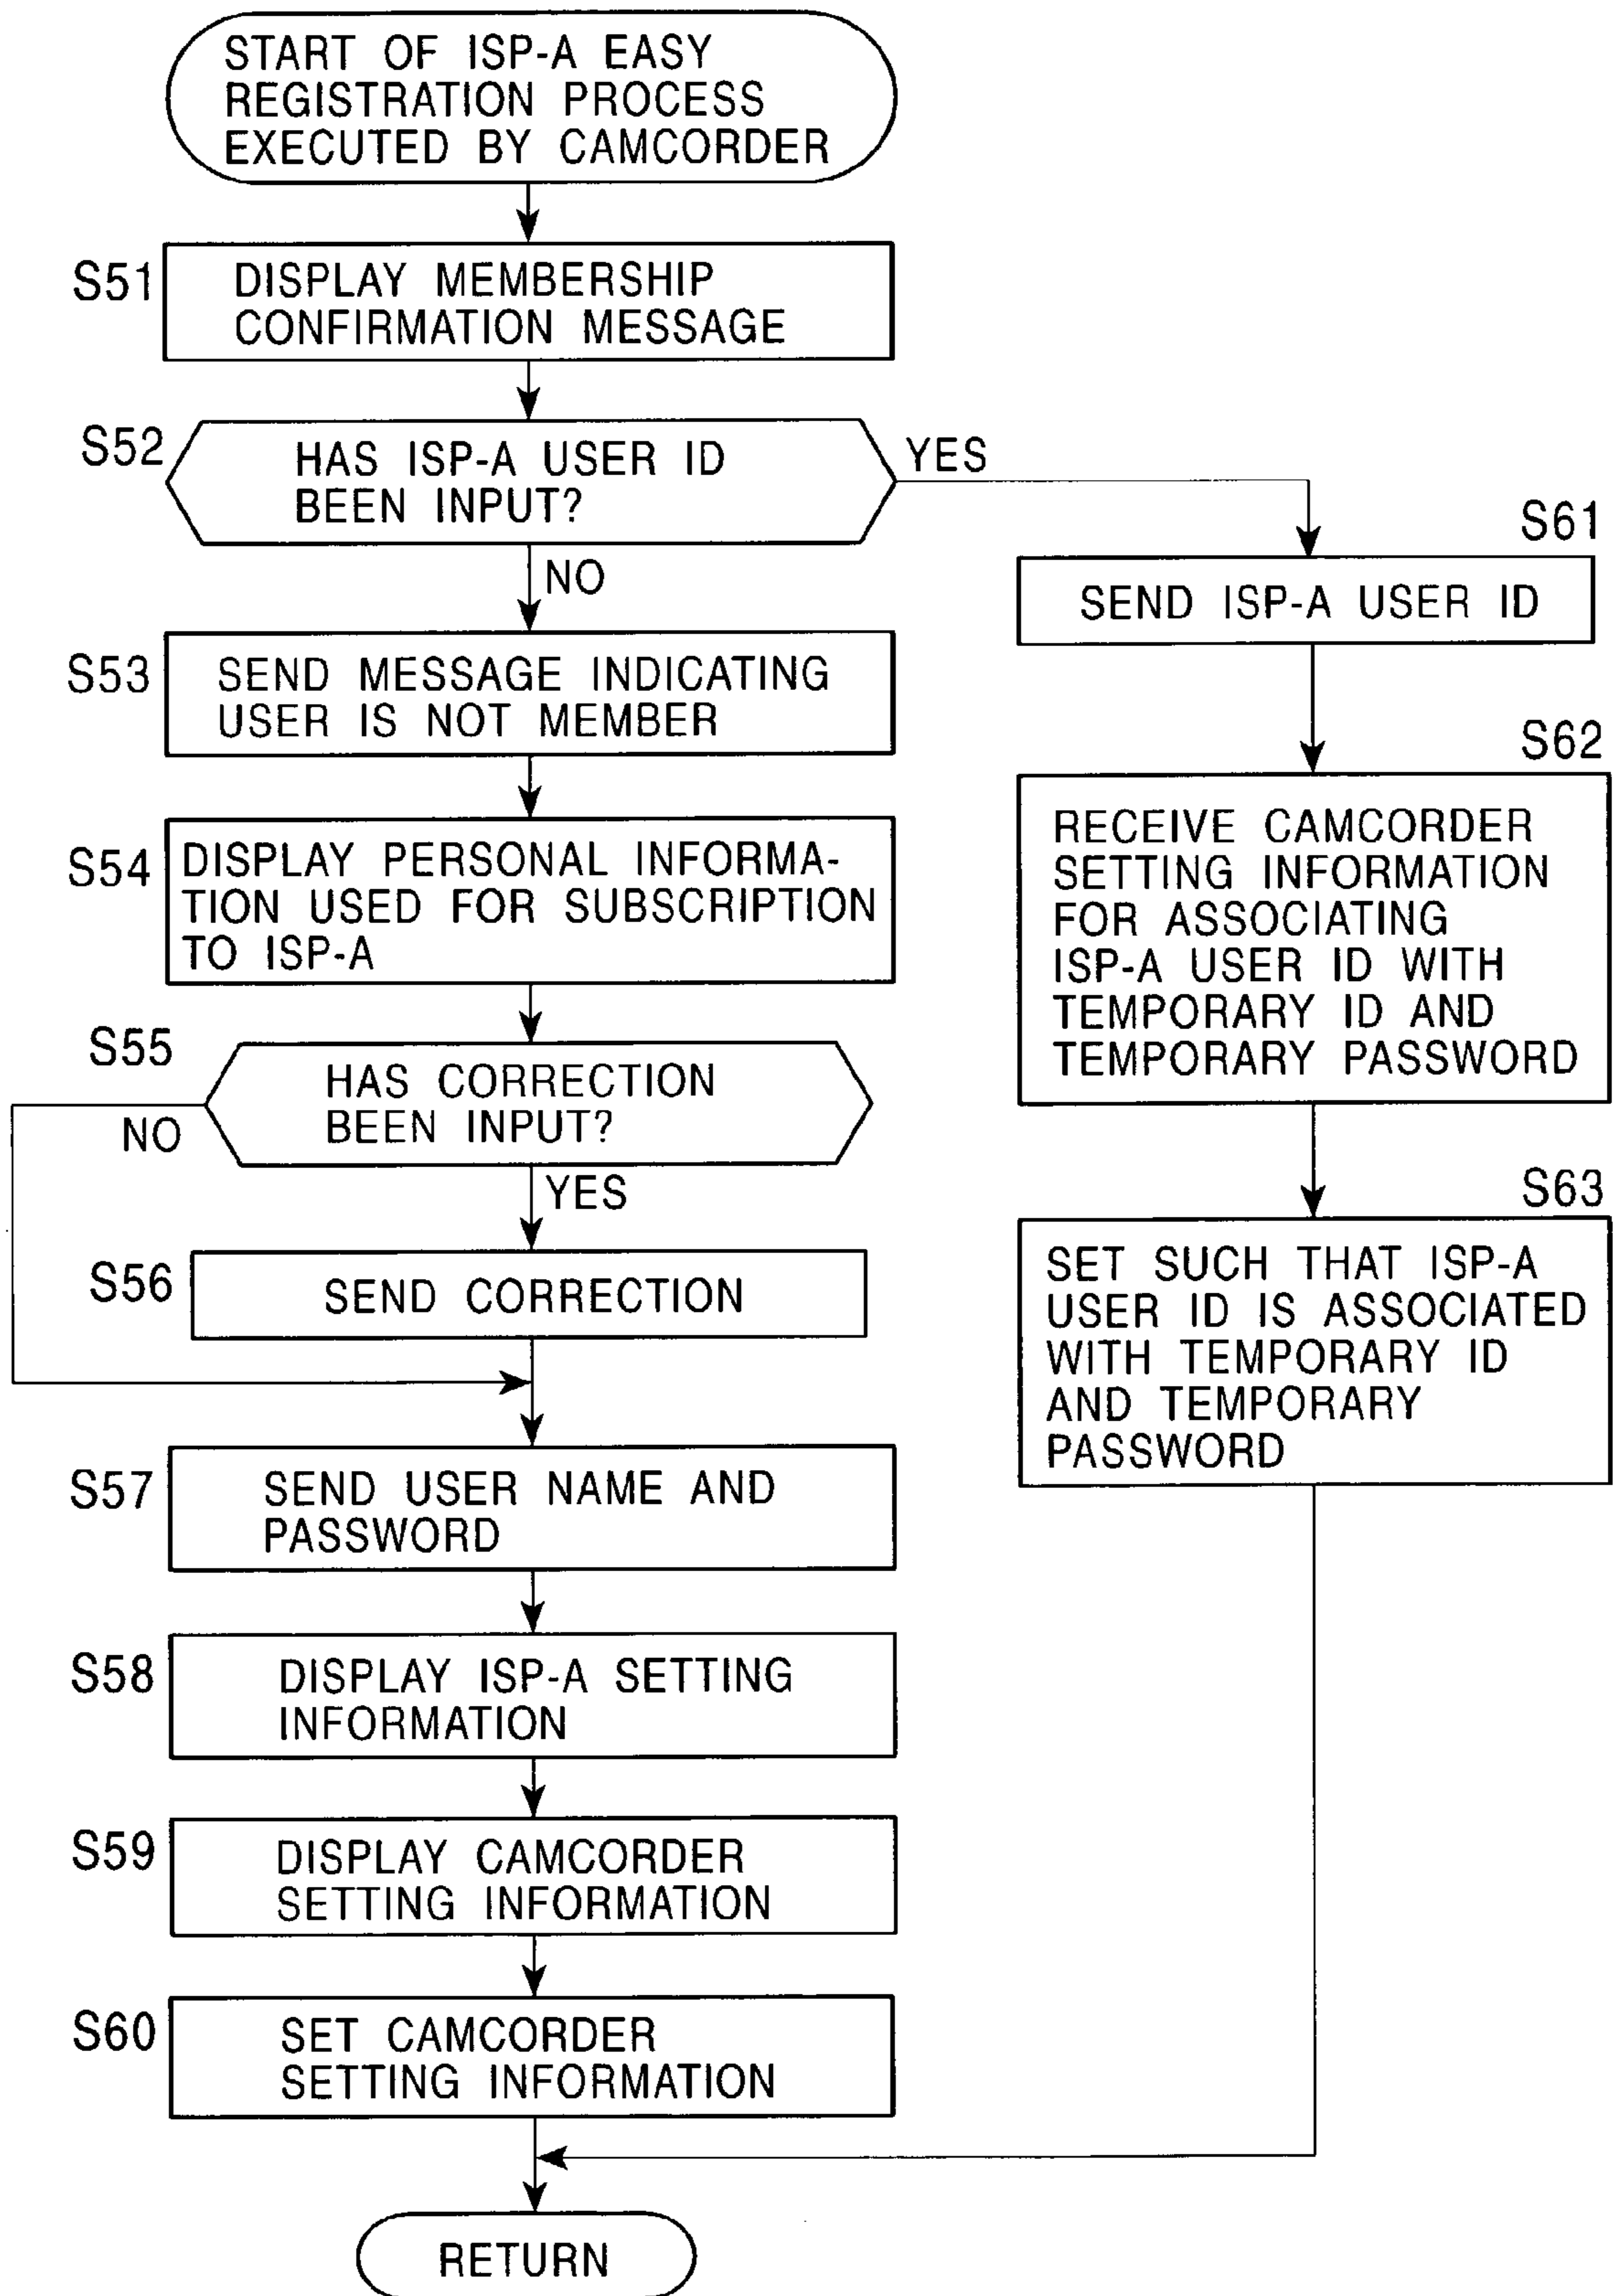 START OF ISP-A EASY
REGISTRATION PROCESS
EXECUTED BY CAMCORDER
S51
DISPLAY MEMBERSHIP
CONFIRMATION MESSAGE
S52
HAS ISP-A USER ID
BEEN INPUT?
YES
NO
S53
SEND MESSAGE INDICATING
USER IS NOT MEMBER
S54
DISPLAY PERSONAL INFORMA-
TION USED FOR SUBSCRIPTION
TO ISP-A
S55
HAS CORRECTION
BEEN INPUT?
NO
YES
S56
SEND CORRECTION
S57
SEND USER NAME AND
PASSWORD
S58
DISPLAY ISP-A SETTING
INFORMATION
S59
DISPLAY CAMCORDER
SETTING INFORMATION
S60
SET CAMCORDER
SETTING INFORMATION
S61
SEND ISP-A USER ID
S62
RECEIVE CAMCORDER
SETTING INFORMATION
FOR ASSOCIATING
ISP-A USER ID WITH
TEMPORARY ID AND
TEMPORARY PASSWORD
S63
SET SUCH THAT ISP-A
USER ID IS ASSOCIATED
WITH TEMPORARY ID
AND TEMPORARY
PASSWORD
RETURN